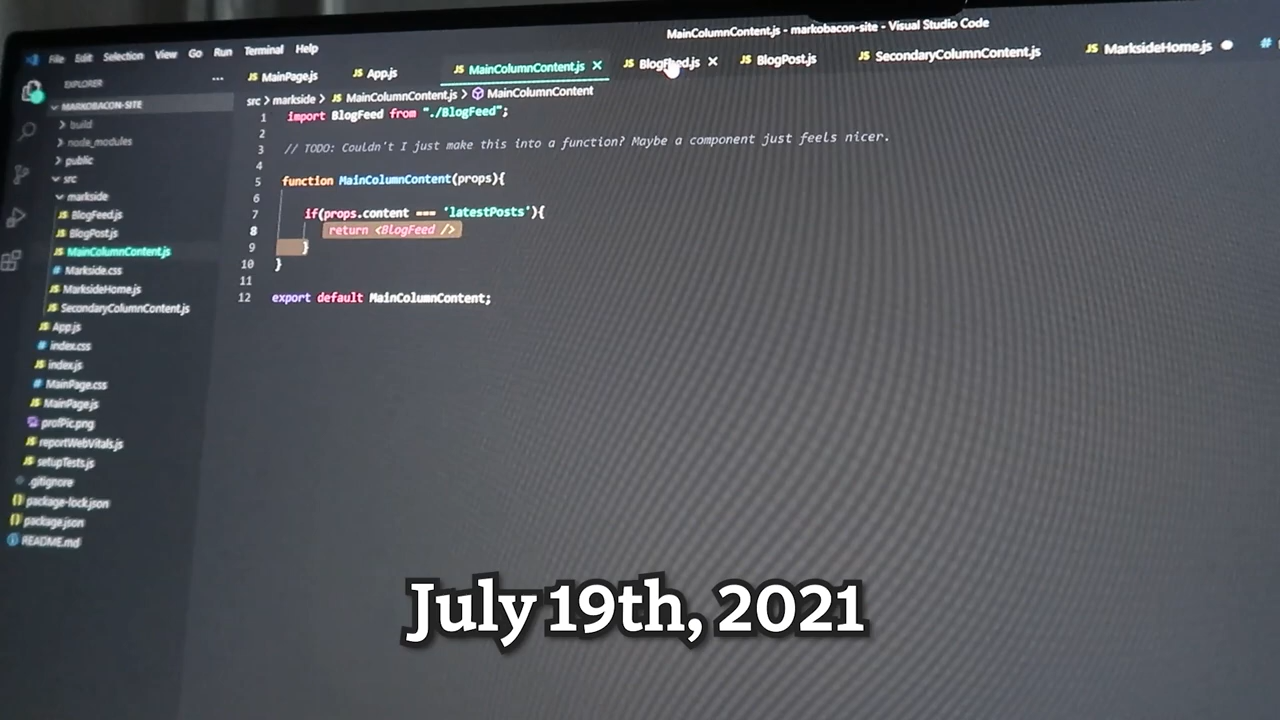 MainColumnContent.js - markobacon-site - Visual Studio Code
File Edit Selection View Go Run Terminal Help
EXPLORER ...
MainPage.js App.js MainColumnContent.js BlogFeed.js BlogPost.js SecondaryColumnContent.js MarksideHome.js
MARKOBACON-SITE
build
node_modules
public
src
markside
BlogFeed.js
BlogPost.js
MainColumnContent.js
Markside.css
MarksideHome.js
SecondaryColumnContent.js
App.js
index.css
index.js
MainPage.css
MainPage.js
profPic.png
reportWebVitals.js
setupTests.js
.gitignore
package-lock.json
package.json
README.md
src > markside > MainColumnContent.js > MainColumnContent
1 import BlogFeed from "./BlogFeed";
2
3 // TODO: Couldn't I just make this into a function? Maybe a component just feels nicer.
4
5 function MainColumnContent(props){
6
7 if(props.content === 'latestPosts'){
8 return <BlogFeed />
9 }
10 }
11
12 export default MainColumnContent;
July 19th, 2021